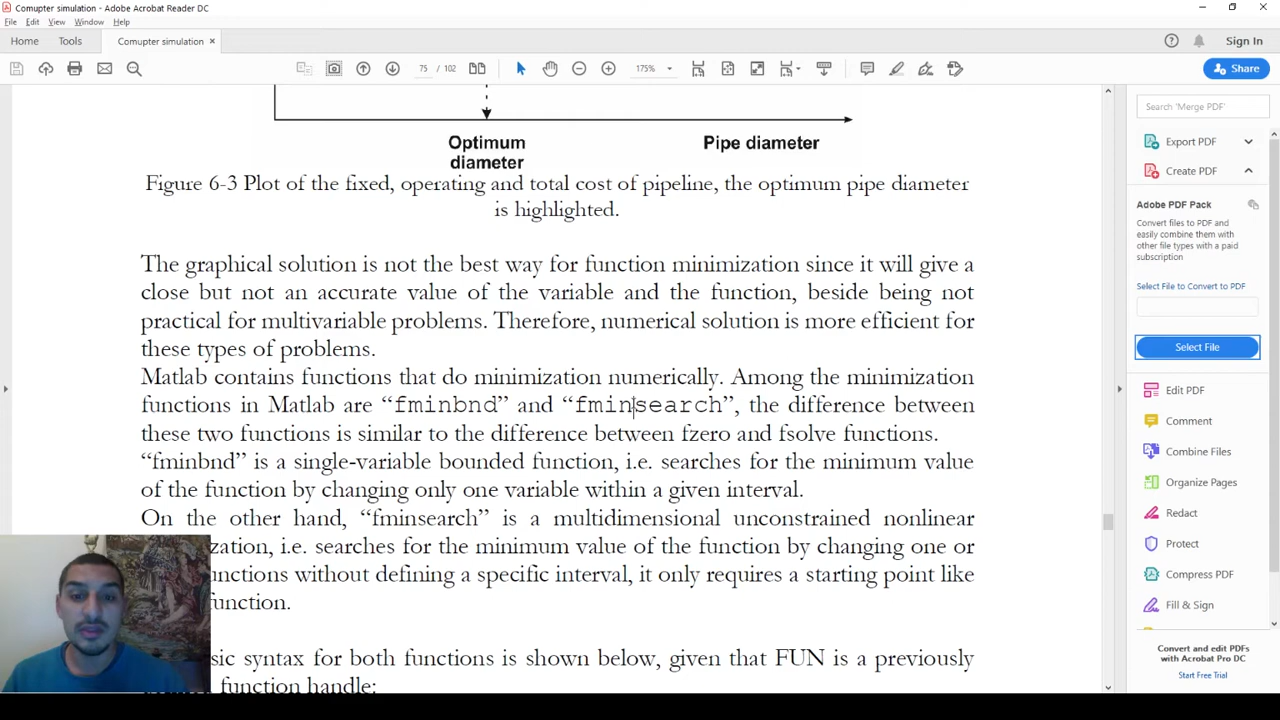 Comupter simulation - Adobe Acrobat Reader DC
File Edit View Window Help
Home Tools Comupter simulation × Sign In
75 / 102 175% Share
Optimum diameter
Pipe diameter
Figure 6-3 Plot of the fixed, operating and total cost of pipeline, the optimum pipe diameter
is highlighted.
The graphical solution is not the best way for function minimization since it will give a
close but not an accurate value of the variable and the function, beside being not
practical for multivariable problems. Therefore, numerical solution is more efficient for
these types of problems.
Matlab contains functions that do minimization numerically. Among the minimization
functions in Matlab are “fminbnd” and “fminsearch”, the difference between
these two functions is similar to the difference between fzero and fsolve functions.
“fminbnd” is a single-variable bounded function, i.e. searches for the minimum value
of the function by changing only one variable within a given interval.
On the other hand, “fminsearch” is a multidimensional unconstrained nonlinear
zation, i.e. searches for the minimum value of the function by changing one or
unctions without defining a specific interval, it only requires a starting point like
function.
sic syntax for both functions is shown below, given that FUN is a previously
function handle:
Search 'Merge PDF'
Export PDF
Create PDF
Adobe PDF Pack
Convert files to PDF and
easily combine them with
other file types with a paid
subscription
Select File to Convert to PDF
Select File
Edit PDF
Comment
Combine Files
Organize Pages
Redact
Protect
Compress PDF
Fill & Sign
Convert and edit PDFs
with Acrobat Pro DC
Start Free Trial